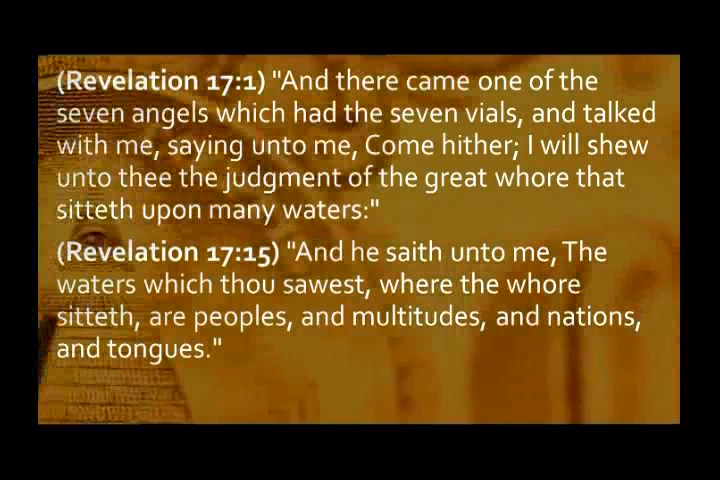 (Revelation 17:1) "And there came one of the
seven angels which had the seven vials, and talked
with me, saying unto me, Come hither; I will shew
unto thee the judgment of the great whore that
sitteth upon many waters:"
(Revelation 17:15) "And he saith unto me, The
waters which thou sawest, where the whore
sitteth, are peoples, and multitudes, and nations,
and tongues."